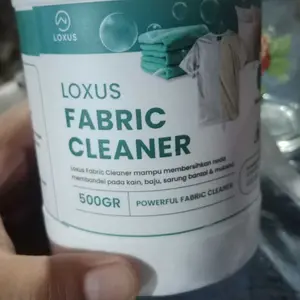 LOXUS
LOXUS
FABRIC
CLEANER
Loxus Fabric Cleaner mampu membersihkan noda
membandel pada kain, baju, sarung bantal &
500GR
POWERFUL FABRIC CLEANER